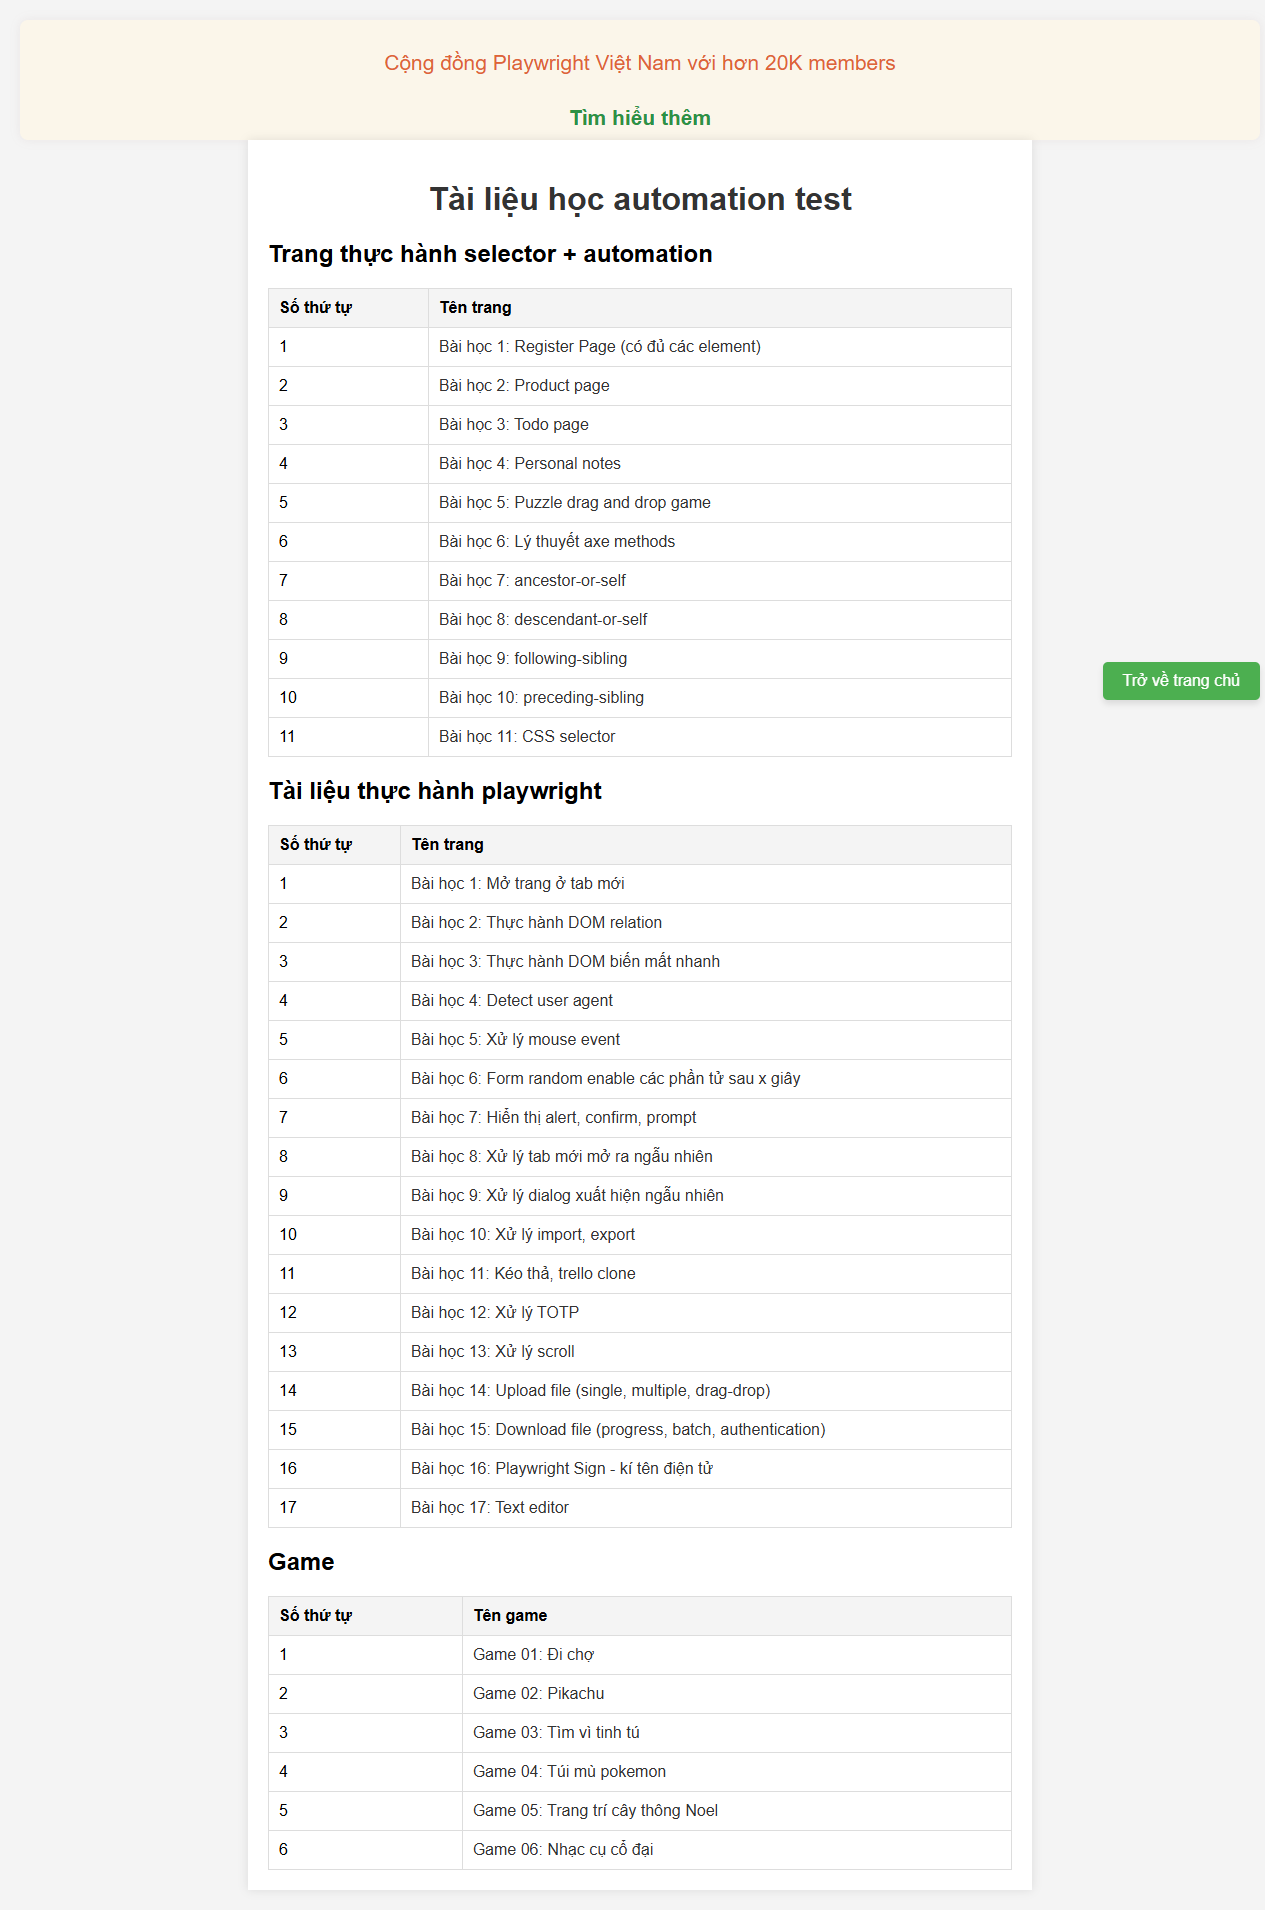 Cộng đồng Playwright Việt Nam với hơn 20K members
Tìm hiểu thêm
Tài liệu học automation test
Trang thực hành selector + automation
Số thứ tự Tên trang
1 Bài học 1: Register Page (có đủ các element)
2 Bài học 2: Product page
3 Bài học 3: Todo page
4 Bài học 4: Personal notes
5 Bài học 5: Puzzle drag and drop game
6 Bài học 6: Lý thuyết axe methods
7 Bài học 7: ancestor-or-self
8 Bài học 8: descendant-or-self
9 Bài học 9: following-sibling
Trở về trang chủ
10 Bài học 10: preceding-sibling
11 Bài học 11: CSS selector
Tài liệu thực hành playwright
Số thứ tự Tên trang
1 Bài học 1: Mở trang ở tab mới
2 Bài học 2: Thực hành DOM relation
3 Bài học 3: Thực hành DOM biến mất nhanh
4 Bài học 4: Detect user agent
5 Bài học 5: Xử lý mouse event
6 Bài học 6: Form random enable các phần tử sau x giây
7 Bài học 7: Hiển thị alert, confirm, prompt
8 Bài học 8: Xử lý tab mới mở ra ngẫu nhiên
9 Bài học 9: Xử lý dialog xuất hiện ngẫu nhiên
10 Bài học 10: Xử lý import, export
11 Bài học 11: Kéo thả, trello clone
12 Bài học 12: Xử lý TOTP
13 Bài học 13: Xử lý scroll
14 Bài học 14: Upload file (single, multiple, drag-drop)
15 Bài học 15: Download file (progress, batch, authentication)
16 Bài học 16: Playwright Sign - kí tên điện tử
17 Bài học 17: Text editor
Game
Số thứ tự Tên game
1 Game 01: Đi chợ
2 Game 02: Pikachu
3 Game 03: Tìm vì tinh tú
4 Game 04: Túi mù pokemon
5 Game 05: Trang trí cây thông Noel
6 Game 06: Nhạc cụ cổ đại